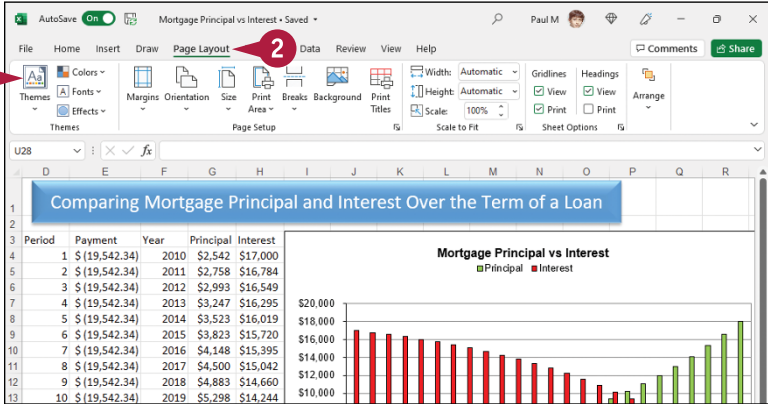 AutoSave On Mortgage Principal vs Interest • Saved Paul M
File Home Insert Draw Page Layout 2 Data Review View Help Comments Share
Aa Colors Width: Automatic Gridlines Headings
A Fonts Height: Automatic View View
Themes Effects Margins Orientation Size Print Area Breaks Background Print Titles Scale: 100% Print Print Arrange
Themes Page Setup Scale to Fit Sheet Options
U28 fx
D E F G H I J K L M N O P Q R
1 Comparing Mortgage Principal and Interest Over the Term of a Loan
2
3 Period Payment Year Principal Interest
4 1 $ (19,542.34) 2010 $2,542 $17,000 Mortgage Principal vs Interest
5 2 $ (19,542.34) 2011 $2,758 $16,784 Principal Interest
6 3 $ (19,542.34) 2012 $2,993 $16,549
7 4 $ (19,542.34) 2013 $3,247 $16,295 $20,000
8 5 $ (19,542.34) 2014 $3,523 $16,019 $18,000
9 6 $ (19,542.34) 2015 $3,823 $15,720 $16,000
10 7 $ (19,542.34) 2016 $4,148 $15,395 $14,000
11 8 $ (19,542.34) 2017 $4,500 $15,042
12 9 $ (19,542.34) 2018 $4,883 $14,660 $12,000
13 10 $ (19,542.34) 2019 $5,298 $14,244 $10,000